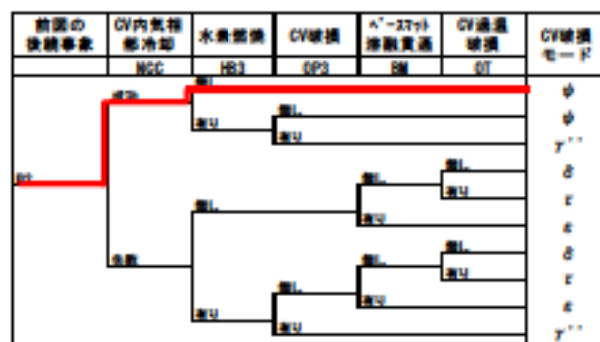 前図の
後続事象
CV内気相
部冷却
水素燃焼
CV破損
ベースマット
溶融貫通
CV過温
破損
CV破損
モード
NCC
HB3
OP3
BM
OT
成功
無し
有り
無し
有り
失敗
無し
無し
無し
有り
有り
有り
無し
無し
無し
有り
有り
有り
φ
φ
γ''
δ
τ
ε
δ
τ
ε
γ''